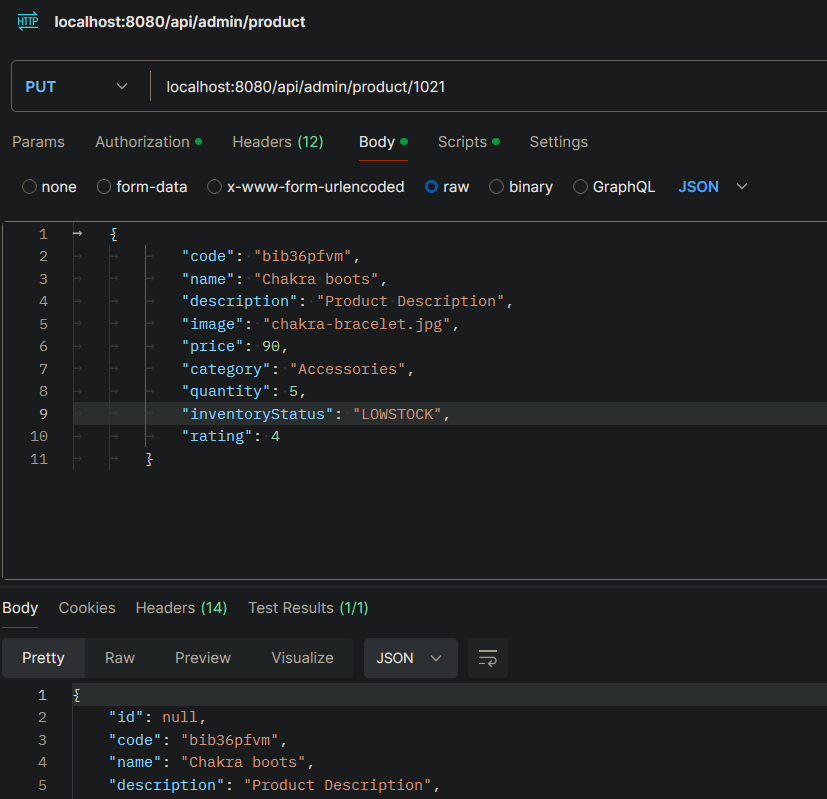 HTTP localhost:8080/api/admin/product
PUT localhost:8080/api/admin/product/1021
Params Authorization Headers (12) Body Scripts Settings
none form-data x-www-form-urlencoded raw binary GraphQL JSON
1 {
2 "code": "bib36pfvm",
3 "name": "Chakra boots",
4 "description": "Product Description",
5 "image": "chakra-bracelet.jpg",
6 "price": 90,
7 "category": "Accessories",
8 "quantity": 5,
9 "inventoryStatus": "LOWSTOCK",
10 "rating": 4
11 }
Body Cookies Headers (14) Test Results (1/1)
Pretty Raw Preview Visualize JSON
1 {
2 "id": null,
3 "code": "bib36pfvm",
4 "name": "Chakra boots",
5 "description": "Product Description",